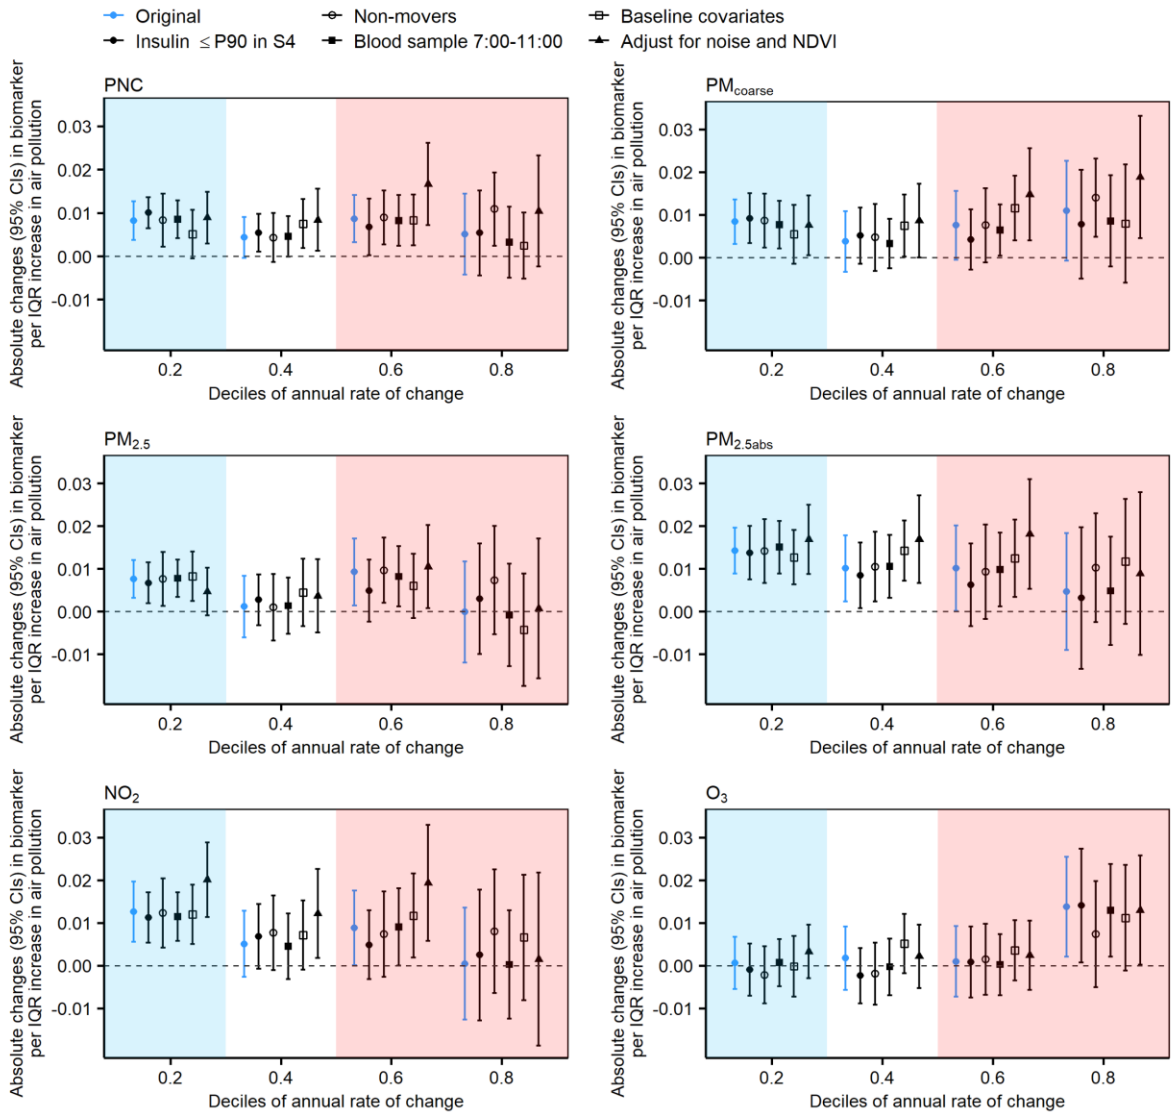 Original
Non-movers
Baseline covariates
Insulin ≤ P90 in S4
Blood sample 7:00-11:00
Adjust for noise and NDVI
PNC
Absolute changes (95% CIs) in biomarker
per IQR increase in air pollution
0.03
0.02
0.01
0.00
-0.01
0.2 0.4 0.6 0.8
Deciles of annual rate of change
PMcoarse
Absolute changes (95% CIs) in biomarker
per IQR increase in air pollution
0.03
0.02
0.01
0.00
-0.01
0.2 0.4 0.6 0.8
Deciles of annual rate of change
PM2.5
Absolute changes (95% CIs) in biomarker
per IQR increase in air pollution
0.03
0.02
0.01
0.00
-0.01
0.2 0.4 0.6 0.8
Deciles of annual rate of change
PM2.5abs
Absolute changes (95% CIs) in biomarker
per IQR increase in air pollution
0.03
0.02
0.01
0.00
-0.01
0.2 0.4 0.6 0.8
Deciles of annual rate of change
NO2
Absolute changes (95% CIs) in biomarker
per IQR increase in air pollution
0.03
0.02
0.01
0.00
-0.01
0.2 0.4 0.6 0.8
Deciles of annual rate of change
O3
Absolute changes (95% CIs) in biomarker
per IQR increase in air pollution
0.03
0.02
0.01
0.00
-0.01
0.2 0.4 0.6 0.8
Deciles of annual rate of change